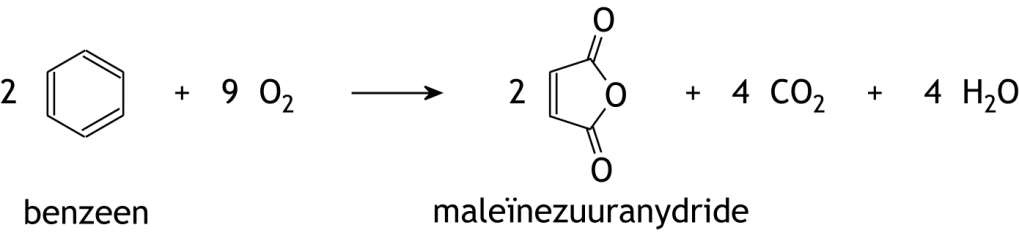 2 + 9 O₂ → 2 O O O + 4 CO₂ + 4 H₂O
benzeen maleïnezuuranydride